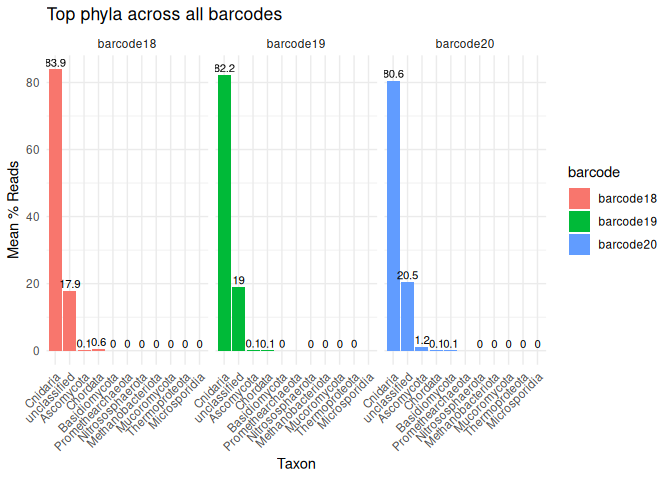 Top phyla across all barcodes
barcode18 barcode19 barcode20
83.9 82.2 80.6
80
60
40
20
0
17.9 0.1 0.6 0 0 0 0 0 0 0
19 0.1 0.1 0 0 0 0 0
1.2 0.1 0.1 0 0 0 0 0
20.5
Mean % Reads
Cnidaria unclassified Ascomycota Chordata Basidiomycota Promethearchaeota Nitrososphaerota Methanobacteriota Mucoromycota Thermoproteota Microsporidia
Cnidaria unclassified Ascomycota Chordata Basidiomycota Promethearchaeota Nitrososphaerota Methanobacteriota Mucoromycota Thermoproteota Microsporidia
Cnidaria unclassified Ascomycota Chordata Basidiomycota Promethearchaeota Nitrososphaerota Methanobacteriota Mucoromycota Thermoproteota Microsporidia
Taxon
barcode
barcode18
barcode19
barcode20